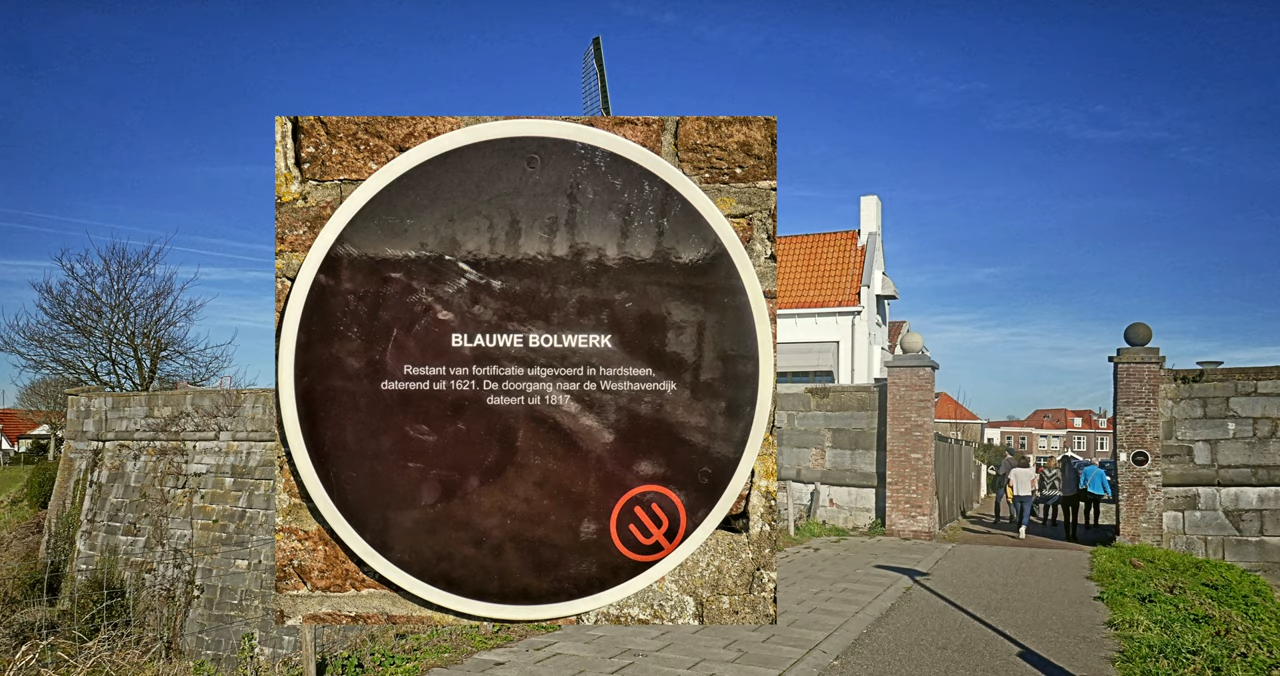 BLAUWE BOLWERK
Restant van fortificatie uitgevoerd in hardsteen,
daterend uit 1621. De doorgang naar de Westhavendijk
dateert uit 1817.